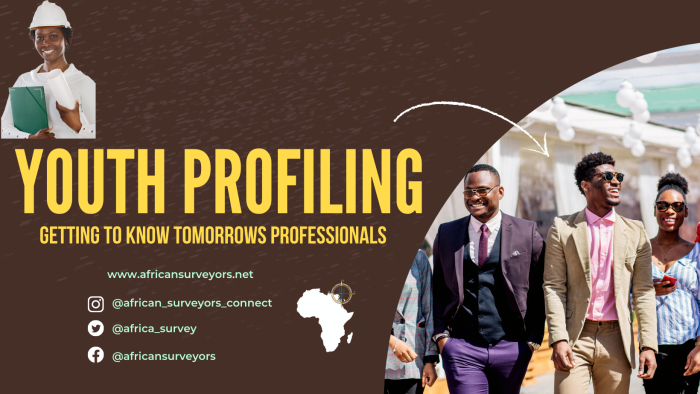 YOUTH PROFILING
GETTING TO KNOW TOMORROWS PROFESSIONALS
www.africansurveyors.net
@african_surveyors_connect
@africa_survey
@africansurveyors